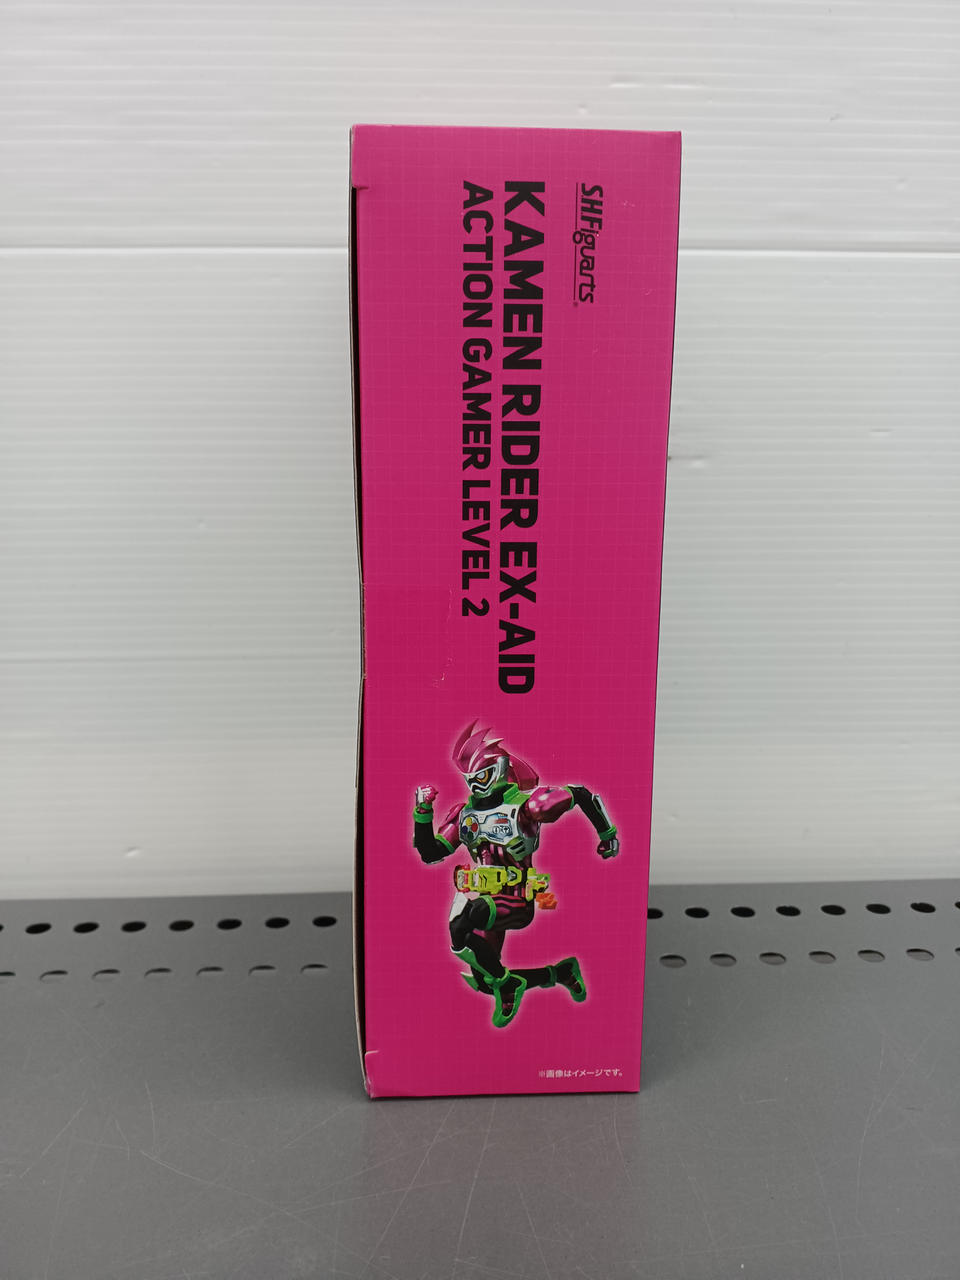 S.H.Figuarts
KAMEN RIDER EX-AID
ACTION GAMER LEVEL 2
※画像はイメージです。